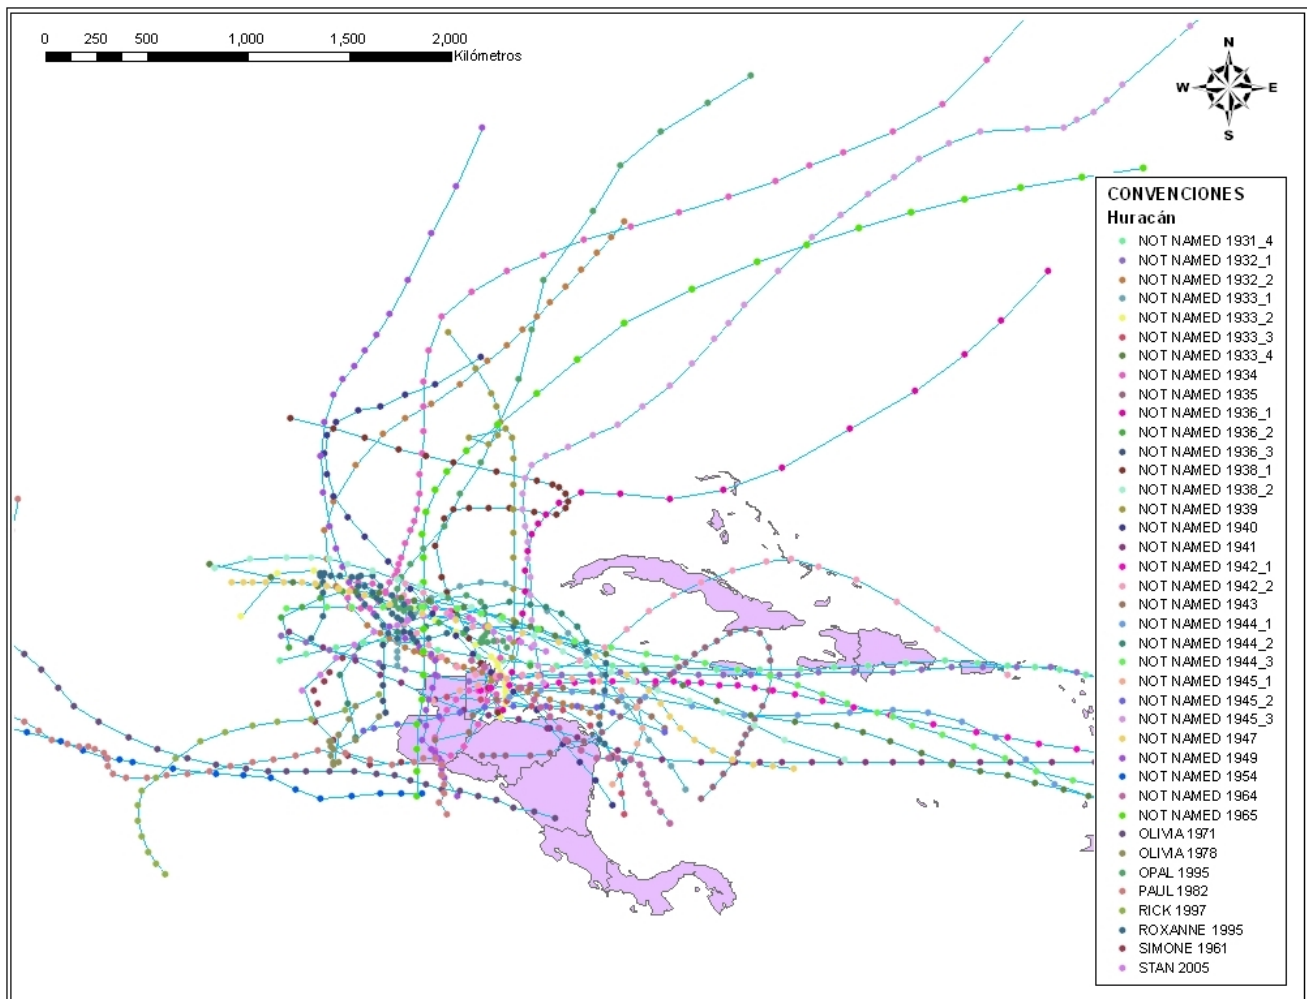 0 250 500 1,000 1,500 2,000
Kilómetros
N
W E
S
CONVENCIONES
Huracán
NOT NAMED 1931_4
NOT NAMED 1932_1
NOT NAMED 1932_2
NOT NAMED 1933_1
NOT NAMED 1933_2
NOT NAMED 1933_3
NOT NAMED 1933_4
NOT NAMED 1934
NOT NAMED 1935
NOT NAMED 1936_1
NOT NAMED 1936_2
NOT NAMED 1936_3
NOT NAMED 1938_1
NOT NAMED 1938_2
NOT NAMED 1939
NOT NAMED 1940
NOT NAMED 1941
NOT NAMED 1942_1
NOT NAMED 1942_2
NOT NAMED 1943
NOT NAMED 1944_1
NOT NAMED 1944_2
NOT NAMED 1944_3
NOT NAMED 1945_1
NOT NAMED 1945_2
NOT NAMED 1945_3
NOT NAMED 1947
NOT NAMED 1949
NOT NAMED 1954
NOT NAMED 1964
NOT NAMED 1965
OLIVIA 1971
OLIVIA 1978
OPAL 1995
PAUL 1982
RICK 1997
ROXANNE 1995
SIMONE 1961
STAN 2005